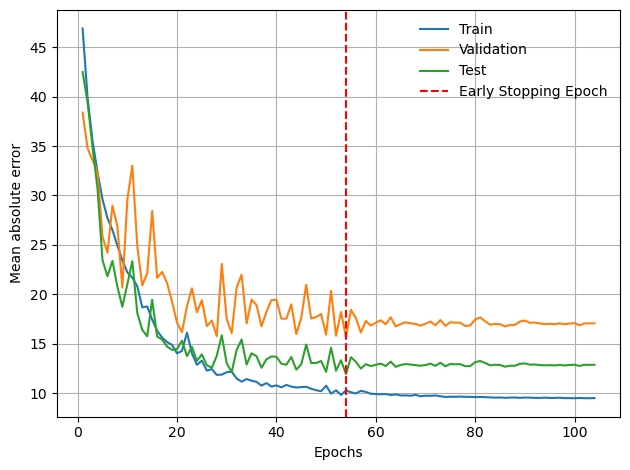 Train
Validation
Test
Early Stopping Epoch
Mean absolute error
45
40
35
30
25
20
15
10
0 20 40 60 80 100
Epochs